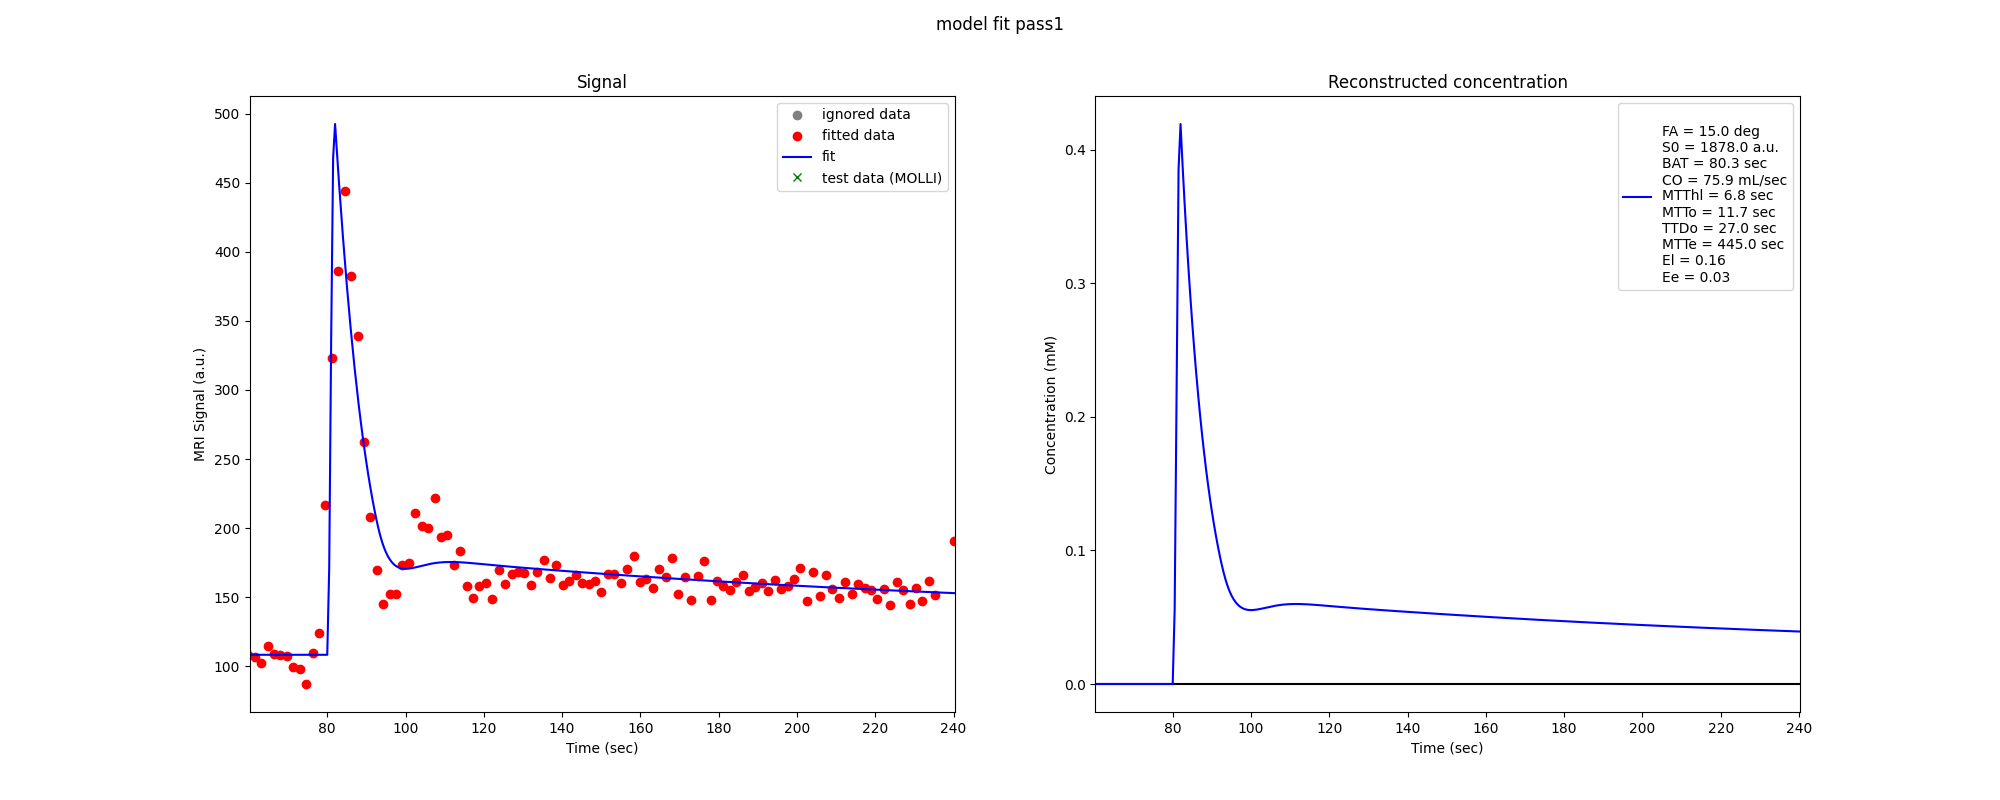 model fit pass1
Signal
MRI Signal (a.u.)
500
450
400
350
300
250
200
150
100
ignored data
fitted data
fit
test data (MOLLI)
80 100 120 140 160 180 200 220 240
Time (sec)
Reconstructed concentration
Concentration (mM)
0.4
0.3
0.2
0.1
0.0
FA = 15.0 deg
S0 = 1878.0 a.u.
BAT = 80.3 sec
CO = 75.9 mL/sec
MTThl = 6.8 sec
MTTo = 11.7 sec
TTDo = 27.0 sec
MTTe = 445.0 sec
El = 0.16
Ee = 0.03
80 100 120 140 160 180 200 220 240
Time (sec)